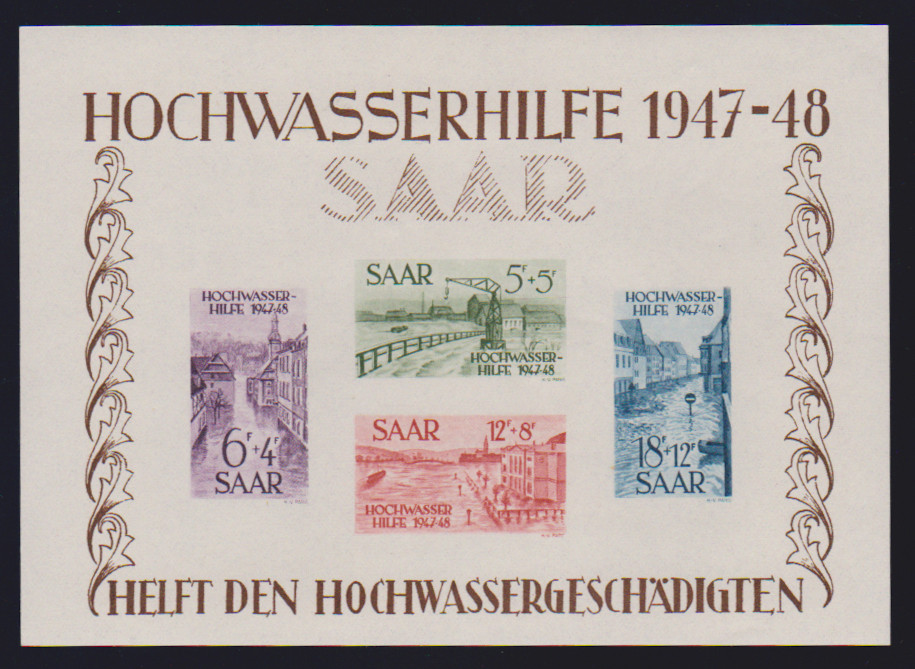 HOCHWASSERHILFE 1947-48
SAAR
HOCHWASSER-
HILFE 1947-48
6F+4F
SAAR
SAAR 5F+5F
HOCHWASSER-
HILFE 1947-48
SAAR 12F+8F
HOCHWASSER
HILFE 1947-48
HOCHWASSER-
HILFE 1947-48
18F+12F
SAAR
HELFT DEN HOCHWASSERGESCHÄDIGTEN